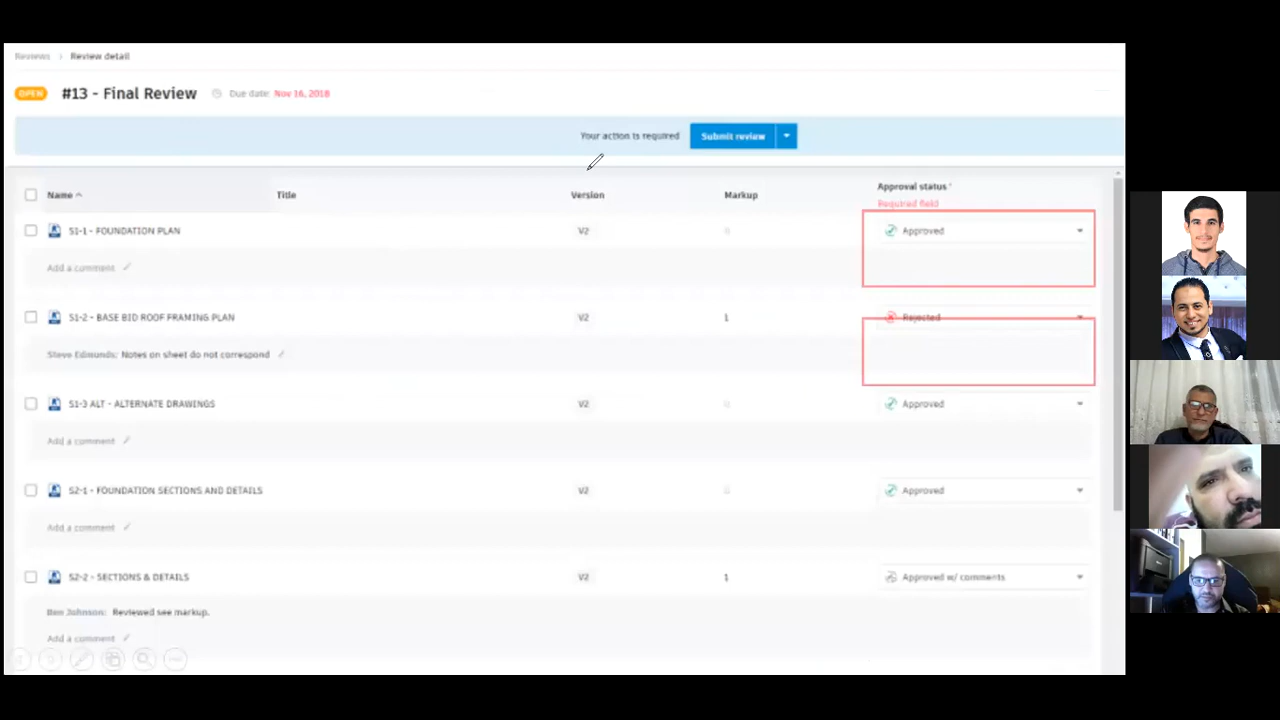 Reviews > Review detail
OPEN #13 - Final Review Due date: Nov 16, 2018
Your action is required Submit review
Name Title Version Markup Approval status *
Required field
S1-1 - FOUNDATION PLAN V2 0 Approved
Add a comment
S1-2 - BASE BID ROOF FRAMING PLAN V2 1 Rejected
Steve Edmunds: Notes on sheet do not correspond
S1-3 ALT - ALTERNATE DRAWINGS V2 0 Approved
Add a comment
S2-1 - FOUNDATION SECTIONS AND DETAILS V2 0 Approved
Add a comment
S2-2 - SECTIONS & DETAILS V2 1 Approved w/ comments
Ben Johnson: Reviewed see markup.
Add a comment